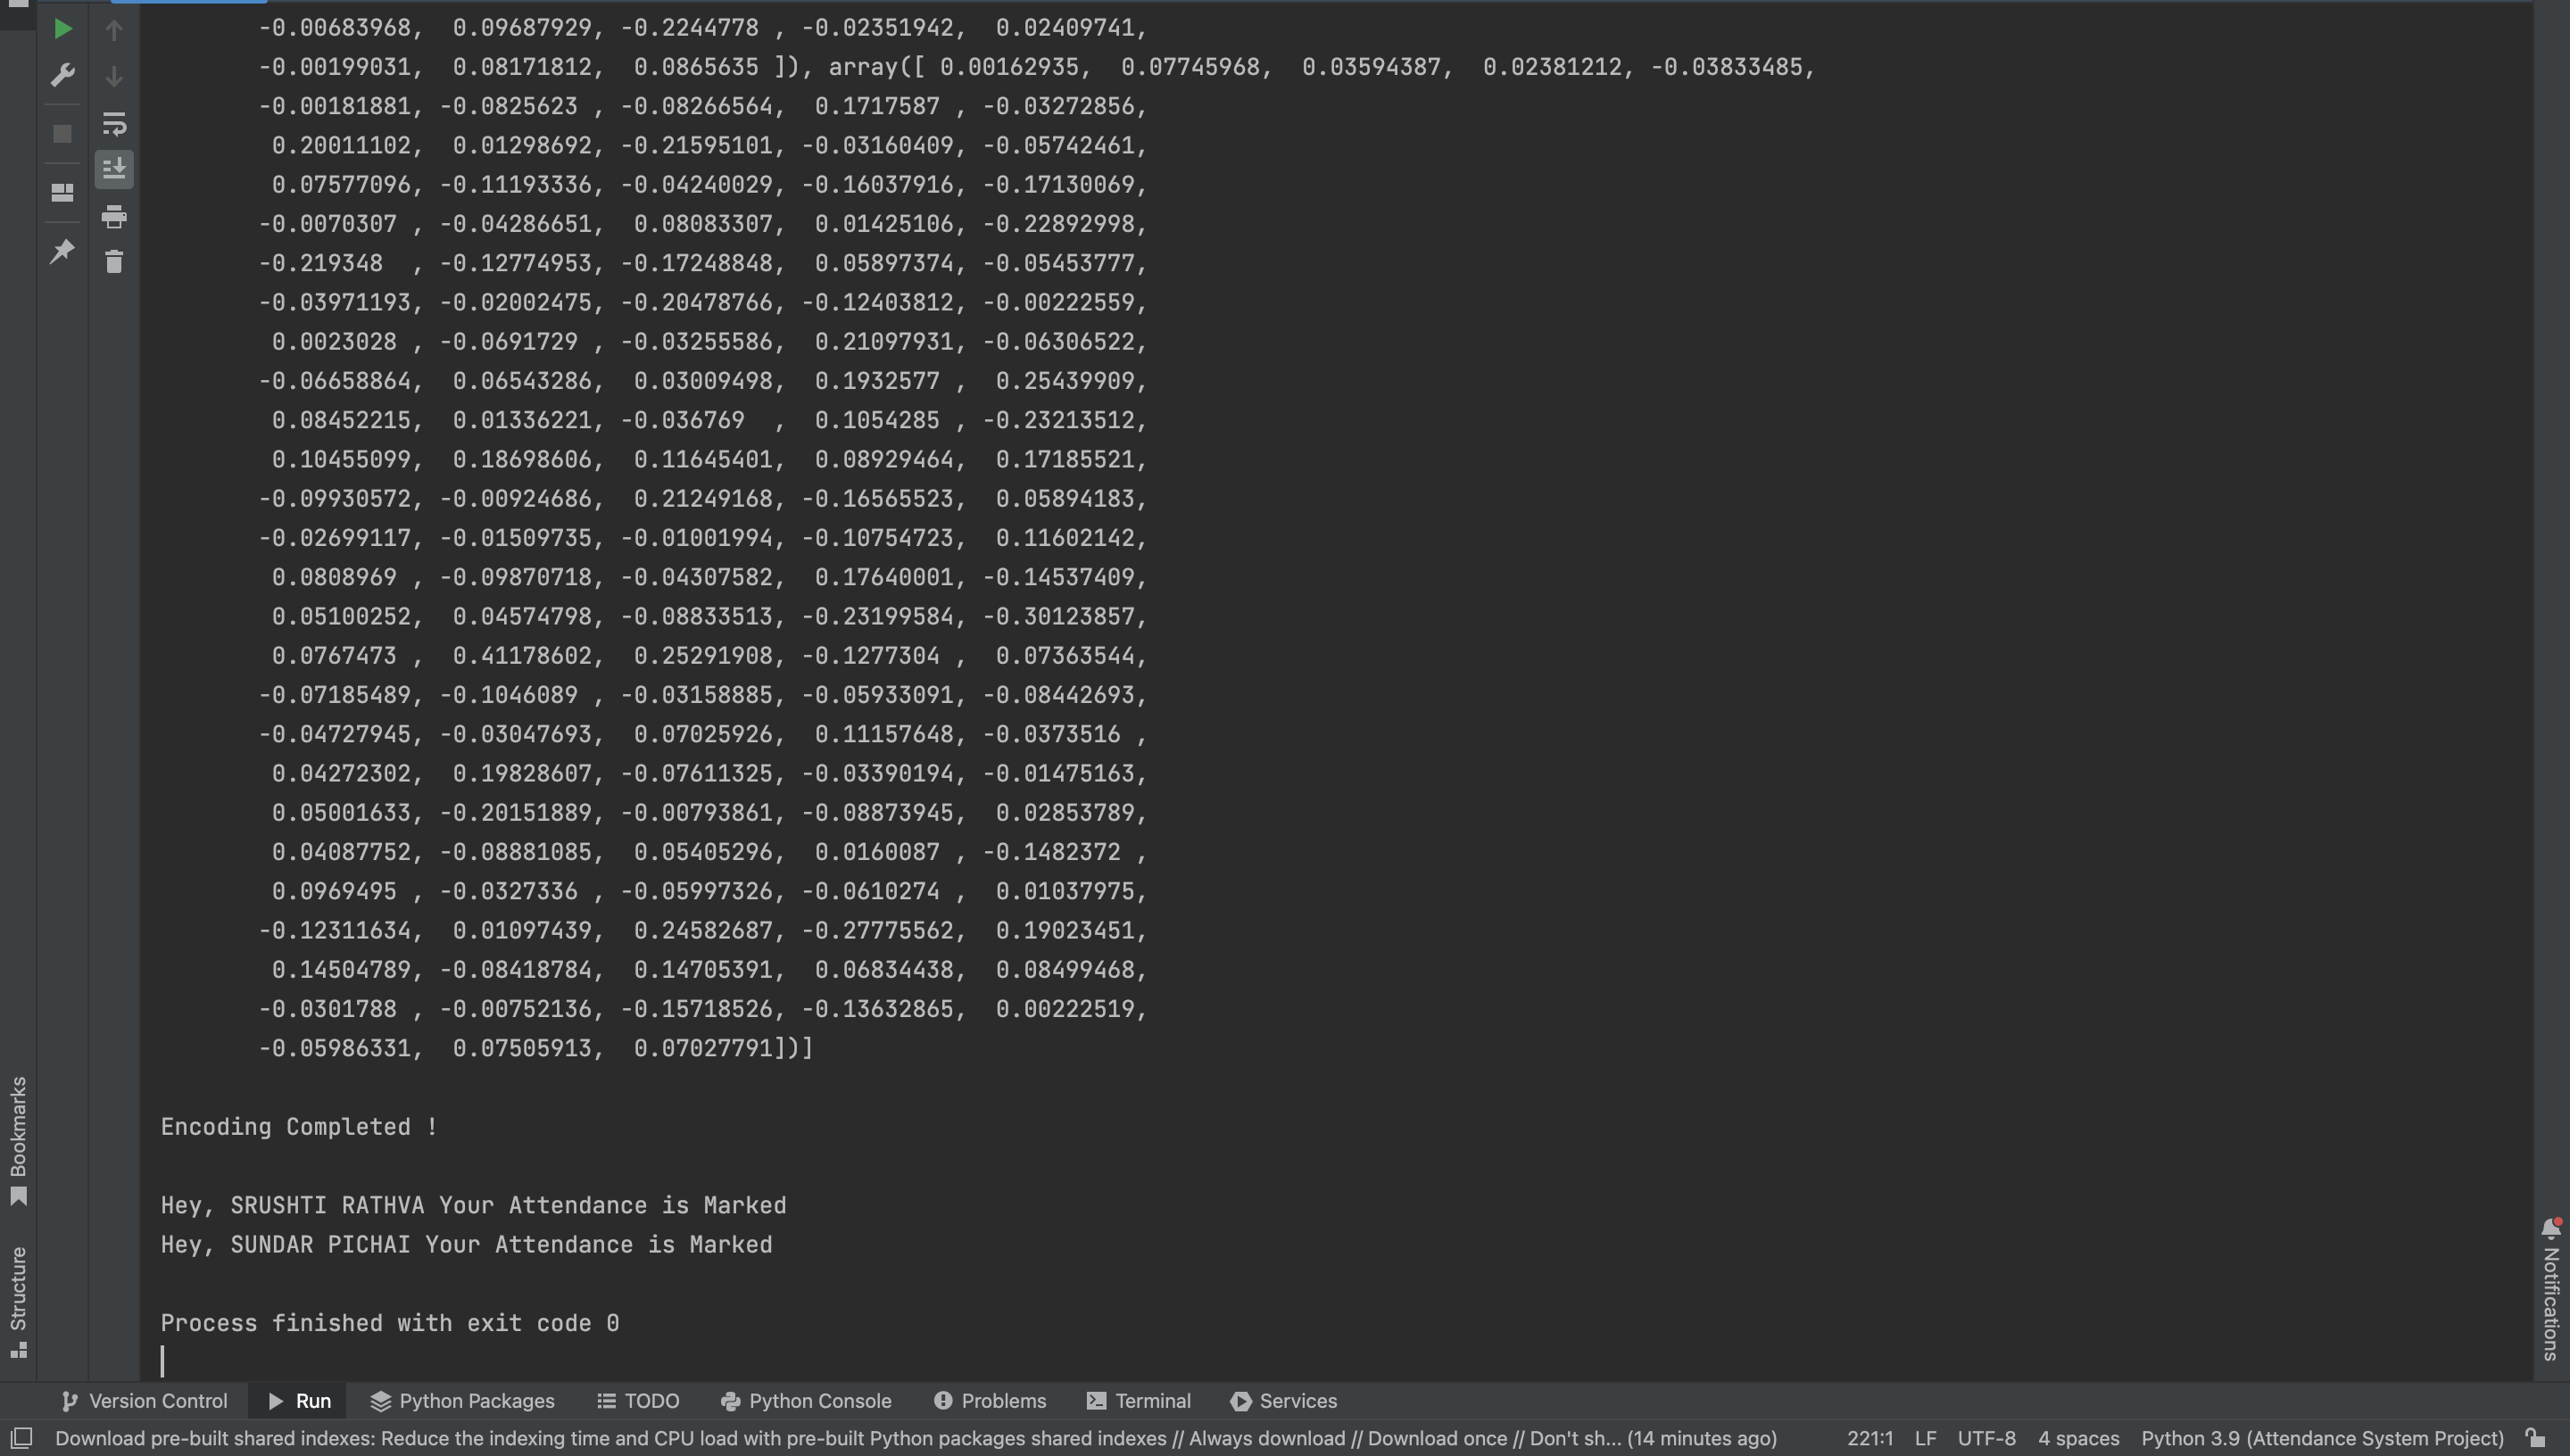 -0.00683968,  0.09687929, -0.2244778 , -0.02351942,  0.02409741,
-0.00199031,  0.08171812,  0.0865635 ]), array([ 0.00162935,  0.07745968,  0.03594387,  0.02381212, -0.03833485,
-0.00181881, -0.0825623 , -0.08266564,  0.1717587 , -0.03272856,
0.20011102,  0.01298692, -0.21595101, -0.03160409, -0.05742461,
0.07577096, -0.11193336, -0.04240029, -0.16037916, -0.17130069,
-0.0070307 , -0.04286651,  0.08083307,  0.01425106, -0.22892998,
-0.219348  , -0.12774953, -0.17248848,  0.05897374, -0.05453777,
-0.03971193, -0.02002475, -0.20478766, -0.12403812, -0.00222559,
0.0023028 , -0.0691729 , -0.03255586,  0.21097931, -0.06306522,
-0.06658864,  0.06543286,  0.03009498,  0.1932577 ,  0.25439909,
0.08452215,  0.01336221, -0.036769  ,  0.1054285 , -0.23213512,
0.10455099,  0.18698606,  0.11645401,  0.08929464,  0.17185521,
-0.09930572, -0.00924686,  0.21249168, -0.16565523,  0.05894183,
-0.02699117, -0.01509735, -0.01001994, -0.10754723,  0.11602142,
0.0808969 , -0.09870718, -0.04307582,  0.17640001, -0.14537409,
0.05100252,  0.04574798, -0.08833513, -0.23199584, -0.30123857,
0.0767473 ,  0.41178602,  0.25291908, -0.1277304 ,  0.07363544,
-0.07185489, -0.1046089 , -0.03158885, -0.05933091, -0.08442693,
-0.04727945, -0.03047693,  0.07025926,  0.11157648, -0.0373516 ,
0.04272302,  0.19828607, -0.07611325, -0.03390194, -0.01475163,
0.05001633, -0.20151889, -0.00793861, -0.08873945,  0.02853789,
0.04087752, -0.08881085,  0.05405296,  0.0160087 , -0.1482372 ,
0.0969495 , -0.0327336 , -0.05997326, -0.0610274 ,  0.01037975,
-0.12311634,  0.01097439,  0.24582687, -0.27775562,  0.19023451,
0.14504789, -0.08418784,  0.14705391,  0.06834438,  0.08499468,
-0.0301788 , -0.00752136, -0.15718526, -0.13632865,  0.00222519,
-0.05986331,  0.07505913,  0.07027791])]
Encoding Completed !
Hey, SRUSHTI RATHVA Your Attendance is Marked
Hey, SUNDAR PICHAI Your Attendance is Marked
Process finished with exit code 0
Bookmarks
Structure
Notifications
Version Control
Run
Python Packages
TODO
Python Console
Problems
Terminal
Services
Download pre-built shared indexes: Reduce the indexing time and CPU load with pre-built Python packages shared indexes // Always download // Download once // Don't sh... (14 minutes ago)
221:1
LF
UTF-8
4 spaces
Python 3.9 (Attendance System Project)